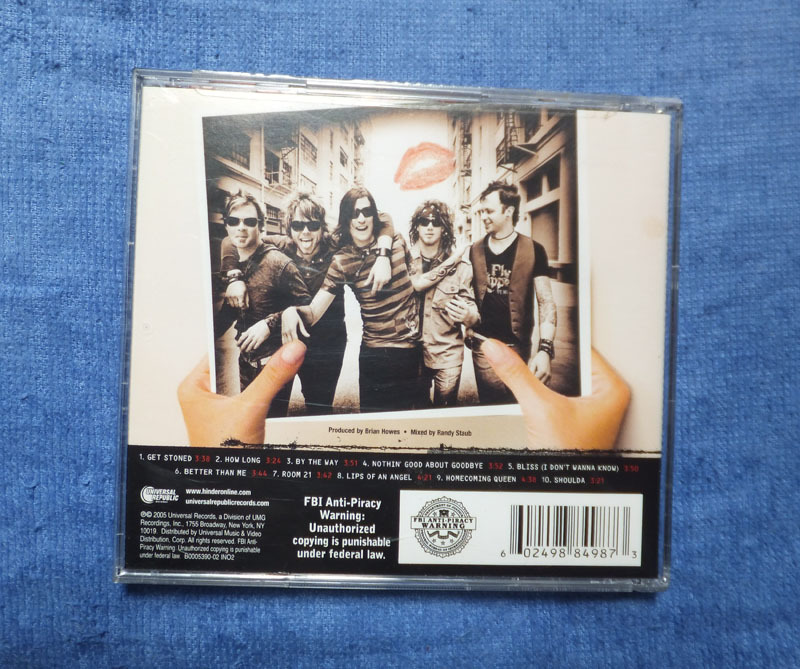 Produced by Brian Howes • Mixed by Randy Staub
1. GET STONED 3:38 2. HOW LONG 3:24 3. BY THE WAY 3:51 4. NOTHIN' GOOD ABOUT GOODBYE 3:52 5. BLISS (I DON'T WANNA KNOW) 3:50
6. BETTER THAN ME 3:44 7. ROOM 21 3:42 8. LIPS OF AN ANGEL 4:21 9. HOMECOMING QUEEN 4:38 10. SHOULDA 3:21
UNIVERSAL
REPUBLIC
www.hinderonline.com
universalrepublicrecords.com
℗© 2005 Universal Records, a Division of UMG
Recordings, Inc., 1755 Broadway, New York, NY
10019. Distributed by Universal Music & Video
Distribution, Corp. All rights reserved. FBI Anti-
Piracy Warning: Unauthorized copying is punishable
under federal law. B0005390-02 INO2
FBI Anti-Piracy
Warning:
Unauthorized
copying is punishable
under federal law.
FBI ANTI-PIRACY
WARNING
6 02498 84987 3